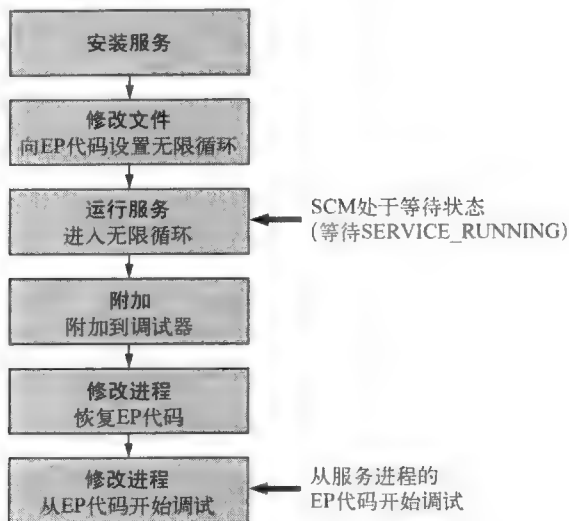 安装服务
修改文件
向EP代码设置无限循环
运行服务
进入无限循环
SCM处于等待状态
(等待SERVICE_RUNNING)
附加
附加到调试器
修改进程
恢复EP代码
修改进程
从EP代码开始调试
从服务进程的
EP代码开始调试